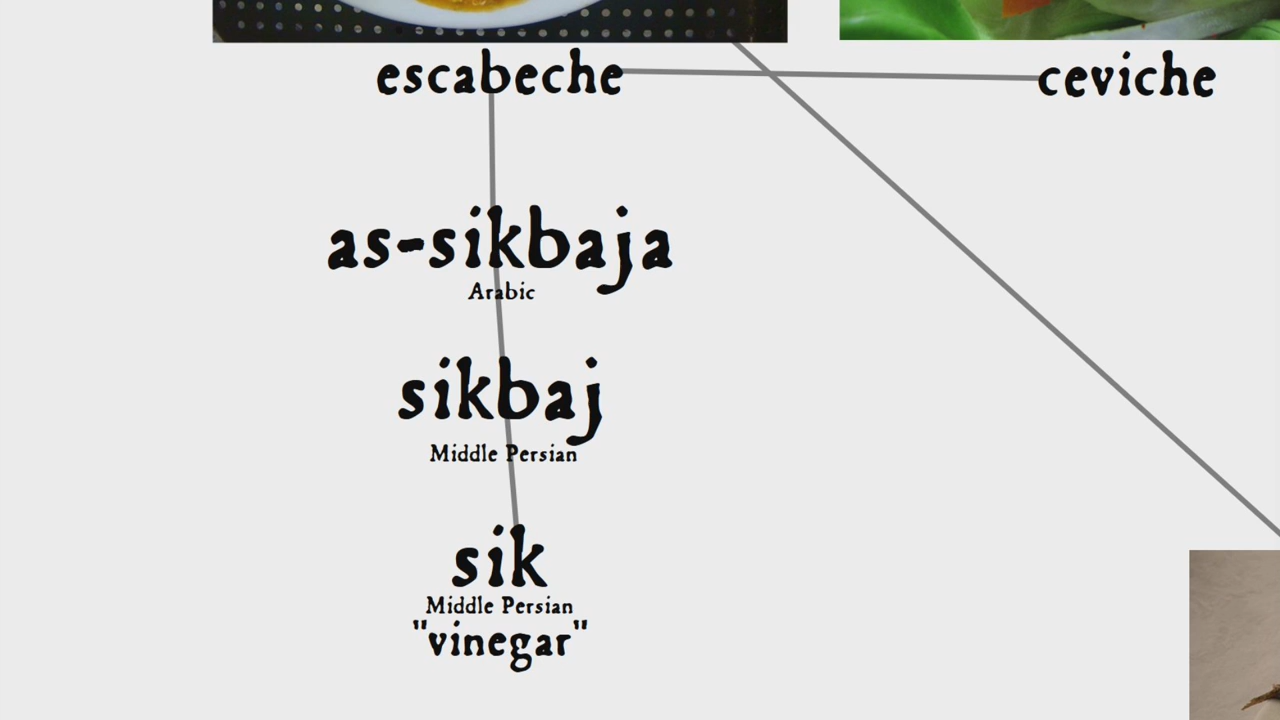 escabeche
ceviche
as-sikbaja
Arabic
sikbaj
Middle Persian
sik
Middle Persian
"vinegar"